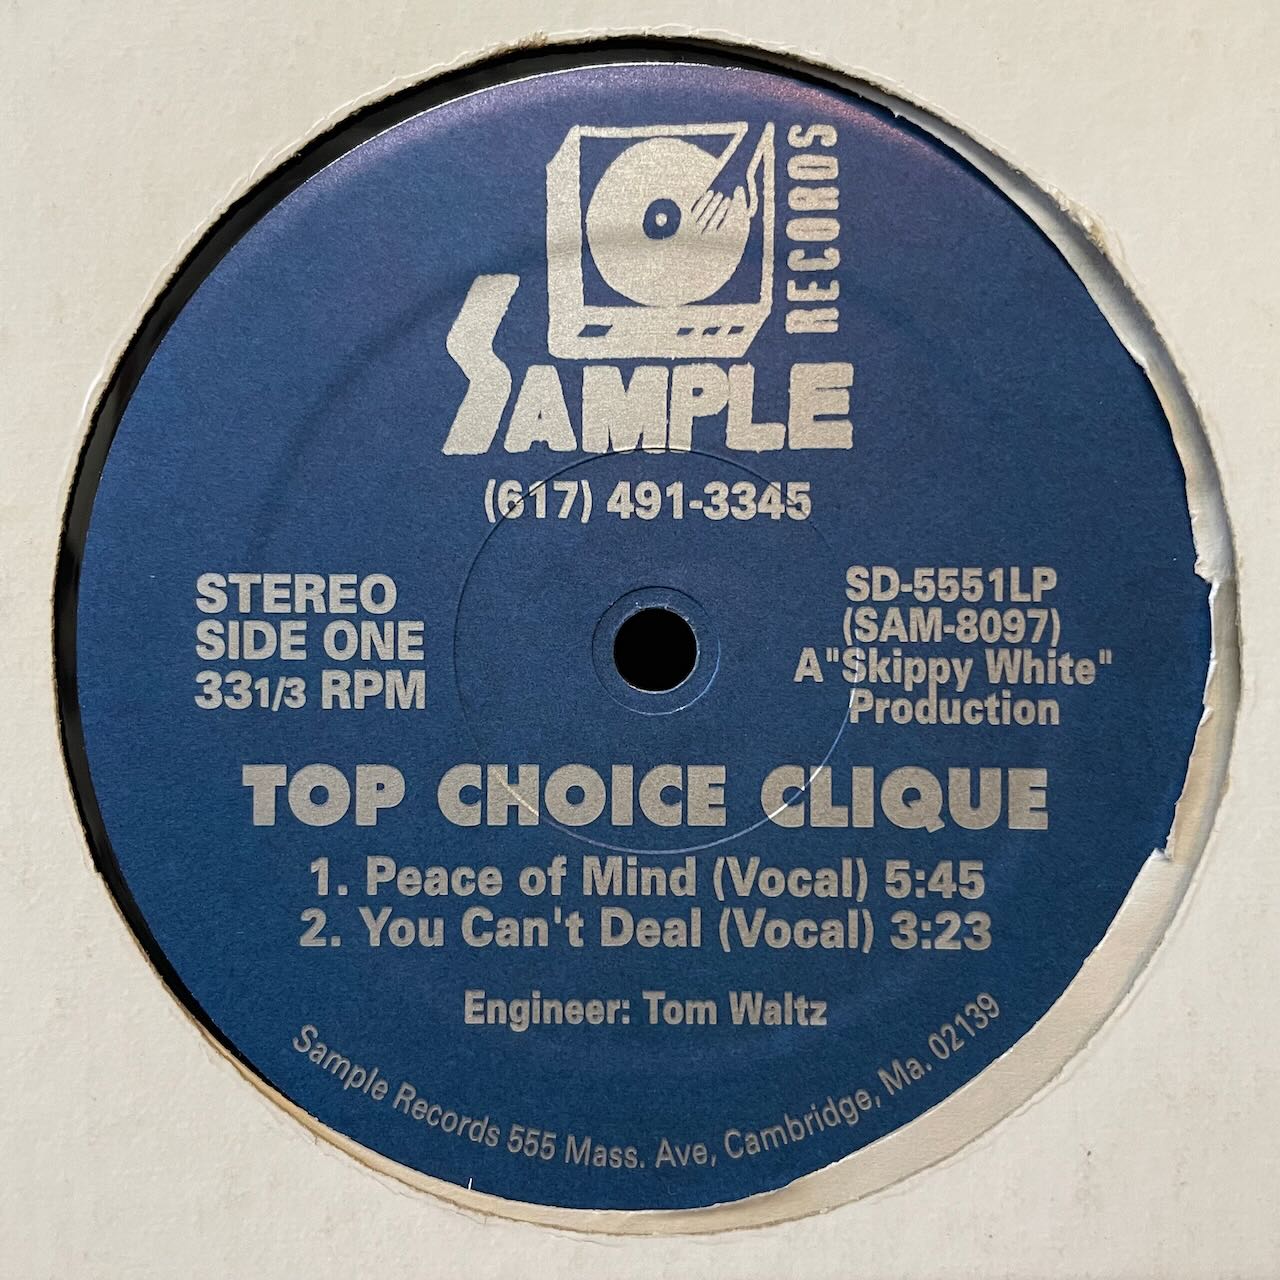 SAMPLE RECORDS
(617) 491-3345
STEREO
SIDE ONE
331/3 RPM
SD-5551LP
(SAM-8097)
A"Skippy White"
Production
TOP CHOICE CLIQUE
1. Peace of Mind (Vocal) 5:45
2. You Can't Deal (Vocal) 3:23
Engineer: Tom Waltz
Sample Records 555 Mass. Ave, Cambridge, Ma. 02139